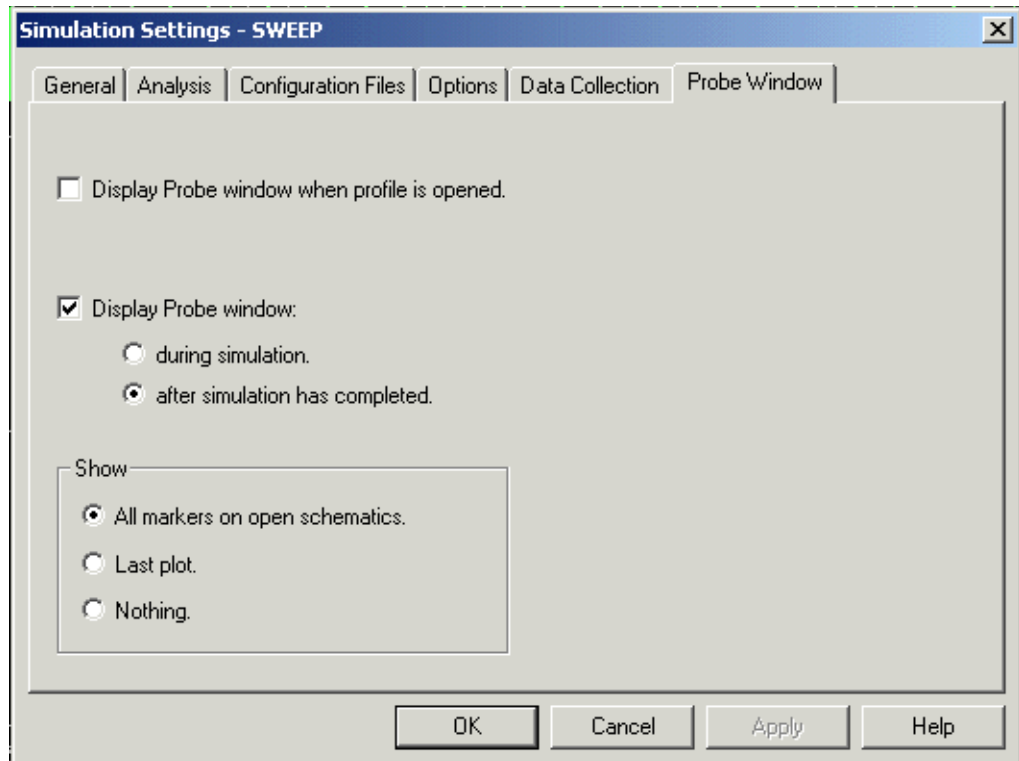 Simulation Settings - SWEEP
General Analysis Configuration Files Options Data Collection Probe Window
Display Probe window when profile is opened.
Display Probe window:
during simulation.
after simulation has completed.
Show
All markers on open schematics.
Last plot.
Nothing.
OK Cancel Apply Help